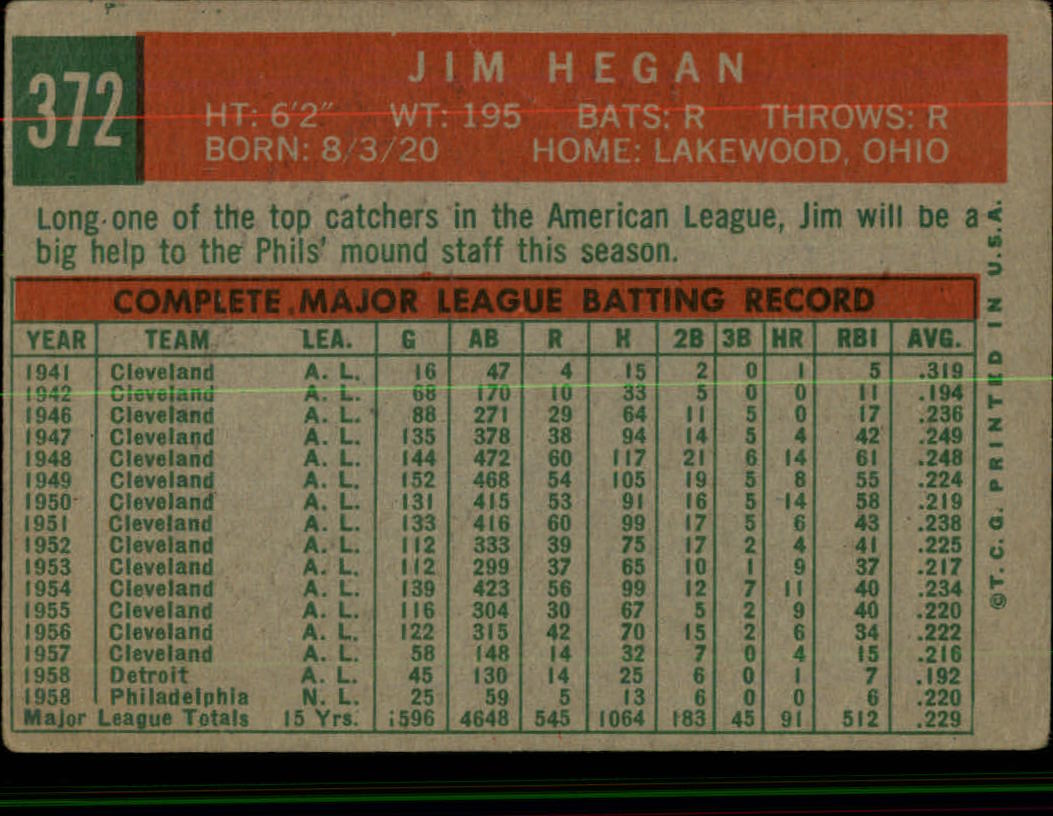 372
JIM HEGAN
HT: 6'2" WT: 195 BATS: R THROWS: R
BORN: 8/3/20 HOME: LAKEWOOD, OHIO
Long one of the top catchers in the American League, Jim will be a
big help to the Phils' mound staff this season.
COMPLETE MAJOR LEAGUE BATTING RECORD
YEAR TEAM LEA. G AB R H 2B 3B HR RBI AVG.
1941 Cleveland A. L. 16 47 4 15 2 0 1 5 .319
1942 Cleveland A. L. 68 170 10 33 5 0 0 11 .194
1946 Cleveland A. L. 88 271 29 64 11 5 0 17 .236
1947 Cleveland A. L. 135 378 38 94 14 5 4 42 .249
1948 Cleveland A. L. 144 472 60 117 21 6 14 61 .248
1949 Cleveland A. L. 152 468 54 105 19 5 8 55 .224
1950 Cleveland A. L. 131 415 53 91 16 5 14 58 .219
1951 Cleveland A. L. 133 416 60 99 17 5 6 43 .238
1952 Cleveland A. L. 112 333 39 75 17 2 4 41 .225
1953 Cleveland A. L. 112 299 37 65 10 1 9 37 .217
1954 Cleveland A. L. 139 423 56 99 12 7 11 40 .234
1955 Cleveland A. L. 116 304 30 67 5 2 9 40 .220
1956 Cleveland A. L. 122 315 42 70 15 2 6 34 .222
1957 Cleveland A. L. 58 148 14 32 7 0 4 15 .216
1958 Detroit A. L. 45 130 14 25 6 0 1 7 .192
1958 Philadelphia N. L. 25 59 5 13 6 0 0 6 .220
Major League Totals 15 Yrs. 1596 4648 545 1064 183 45 91 512 .229
©T. C. G. PRINTED IN U.S.A.